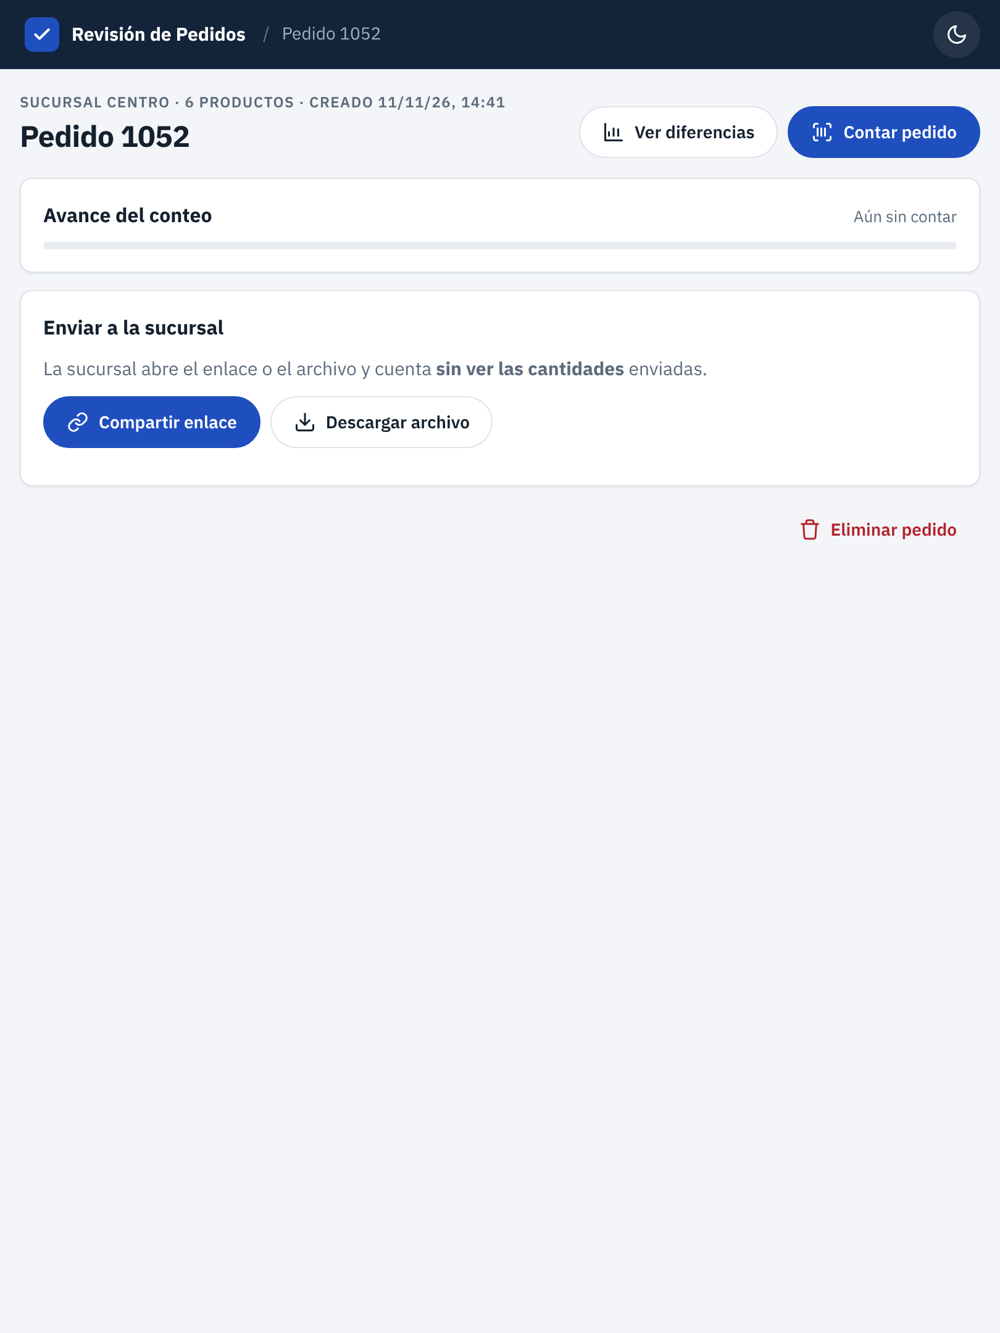 Revisión de Pedidos / Pedido 1052
SUCURSAL CENTRO · 6 PRODUCTOS · CREADO 11/11/26, 14:41
Pedido 1052
Ver diferencias
Contar pedido
Avance del conteo
Aún sin contar
Enviar a la sucursal
La sucursal abre el enlace o el archivo y cuenta sin ver las cantidades enviadas.
Compartir enlace
Descargar archivo
Eliminar pedido